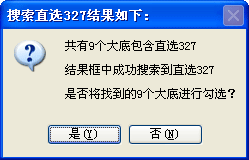 搜索直选327结果如下：
共有9个大底包含直选327
结果框中成功搜索到直选327
是否将找到的9个大底进行勾选？
是(Y)
否(N)